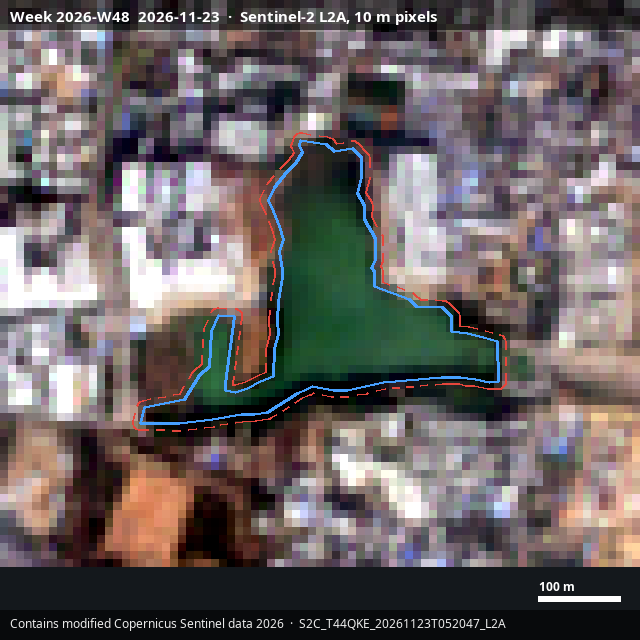 Week 2026-W48  2026-11-23  ·  Sentinel-2 L2A, 10 m pixels
100 m
Contains modified Copernicus Sentinel data 2026  ·  S2C_T44QKE_20261123T052047_L2A